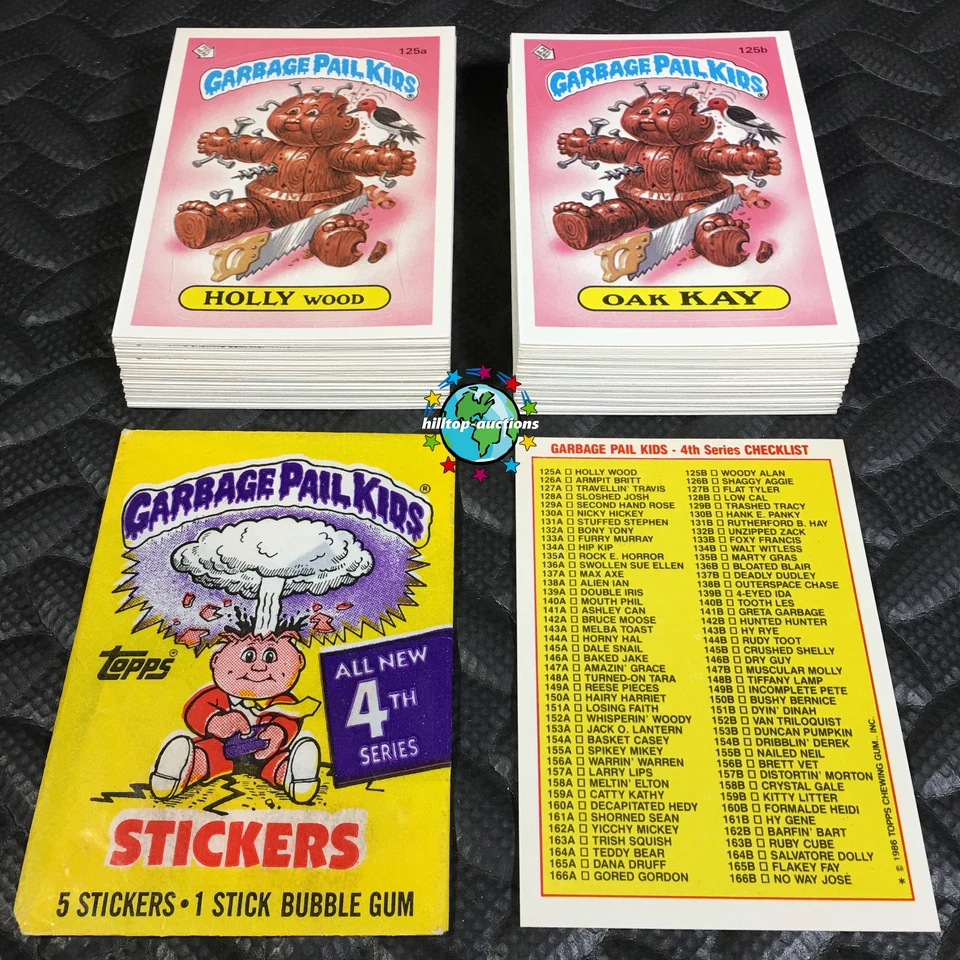 125a
GARBAGE PAIL KIDS®
HOLLY WOOD
125b
GARBAGE PAIL KIDS®
OAK KAY
hilltop-auctions
GARBAGE PAIL KIDS®
TOPPS®
ALL NEW
4TH
SERIES
STICKERS
5 STICKERS • 1 STICK BUBBLE GUM
GARBAGE PAIL KIDS - 4th Series CHECKLIST
125A □ HOLLY WOOD
126A □ ARMPIT BRITT
127A □ TRAVELLIN' TRAVIS
128A □ SLOSHED JOSH
129A □ SECOND HAND ROSE
130A □ NICKY HICKEY
131A □ STUFFED STEPHEN
132A □ BONY TONY
133A □ FURRY MURRAY
134A □ HIP KIP
135A □ ROCK E. HORROR
136A □ SWOLLEN SUE ELLEN
137A □ MAX AXE
138A □ ALIEN IAN
139A □ DOUBLE IRIS
140A □ MOUTH PHIL
141A □ ASHLEY CAN
142A □ BRUCE MOOSE
143A □ MELBA TOAST
144A □ HORNY HAL
145A □ DALE SNAIL
146A □ BAKED JAKE
147A □ AMAZIN' GRACE
148A □ TURNED-ON TARA
149A □ REESE PIECES
150A □ HAIRY HARRIET
151A □ LOSING FAITH
152A □ WHISPERIN' WOODY
153A □ JACK O. LANTERN
154A □ BASKET CASEY
155A □ SPIKEY MIKEY
156A □ WARRIN' WARREN
157A □ LARRY LIPS
158A □ MELTIN' ELTON
159A □ CATTY KATHY
160A □ DECAPITATED HEDY
161A □ SHORNED SEAN
162A □ YICCHY MICKEY
163A □ TRISH SQUISH
164A □ TEDDY BEAR
165A □ DANA DRUFF
166A □ GORED GORDON
125B □ WOODY ALAN
126B □ SHAGGY AGGIE
127B □ FLAT TYLER
128B □ LOW CAL
129B □ TRASHED TRACY
130B □ HANK E. PANKY
131B □ RUTHERFORD B. HAY
132B □ UNZIPPED ZACK
133B □ FOXY FRANCIS
134B □ WALT WITLESS
135B □ MARTY GRAS
136B □ BLOATED BLAIR
137B □ DEADLY DUDLEY
138B □ OUTERSPACE CHASE
139B □ 4-EYED IDA
140B □ TOOTH LES
141B □ GRETA GARBAGE
142B □ HUNTED HUNTER
143B □ HY RYE
144B □ RUDY TOOT
145B □ CRUSHED SHELLY
146B □ DRY GUY
147B □ MUSCULAR MOLLY
148B □ TIFFANY LAMP
149B □ INCOMPLETE PETE
150B □ BUSHY BERNICE
151B □ DYIN' DINAH
152B □ VAN TRILOQUIST
153B □ DUNCAN PUMPKIN
154B □ DRIBBLIN' DEREK
155B □ NAILED NEIL
156B □ BRETT VET
157B □ DISTORTIN' MORTON
158B □ CRYSTAL GALE
159B □ KITTY LITTER
160B □ FORMALDE HEIDI
161B □ HY GENE
162B □ BARFIN' BART
163B □ RUBY CUBE
164B □ SALVATORE DOLLY
165B □ FLAKEY FAY
166B □ NO WAY JOSÉ
* © 1986 TOPPS CHEWING GUM., INC.